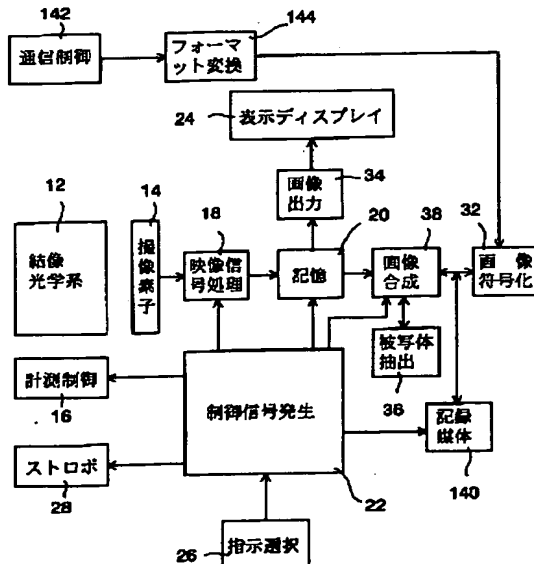 142
144
通信制御
フォーマ
ット変換
24
表示ディスプレイ
12
14
18
画像
出力
34
20
38
32
結像
光学系
撮像素子
映像信
号処理
記憶
画像
合成
画像
符号化
計測制御
16
制御信号発生
被写体
抽出
36
ストロボ
28
22
記録
媒体
140
26
指示選択